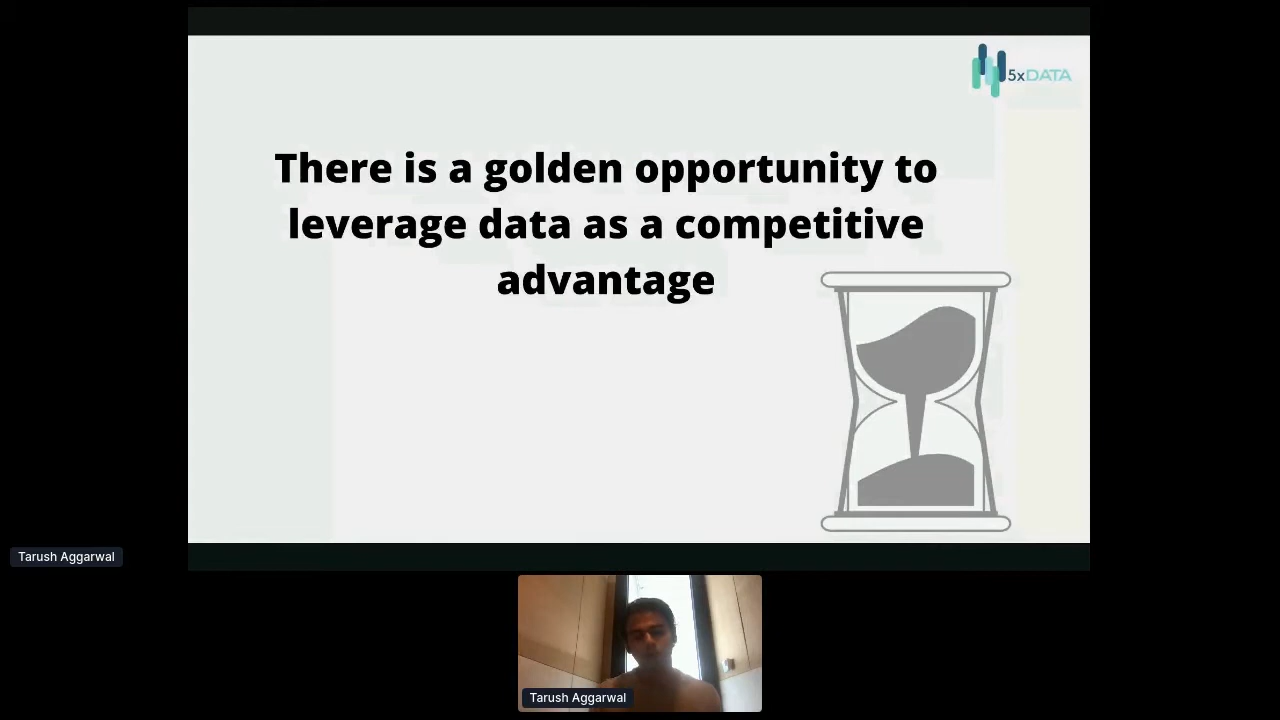 5xDATA
There is a golden opportunity to
leverage data as a competitive
advantage
Tarush Aggarwal
Tarush Aggarwal